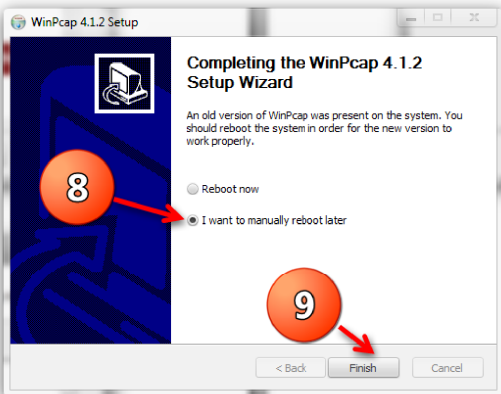 WinPcap 4.1.2 Setup
Completing the WinPcap 4.1.2
Setup Wizard
An old version of WinPcap was present on the system. You
should reboot the system in order for the new version to
work properly.
Reboot now
8
I want to manually reboot later
9
< Back
Finish
Cancel